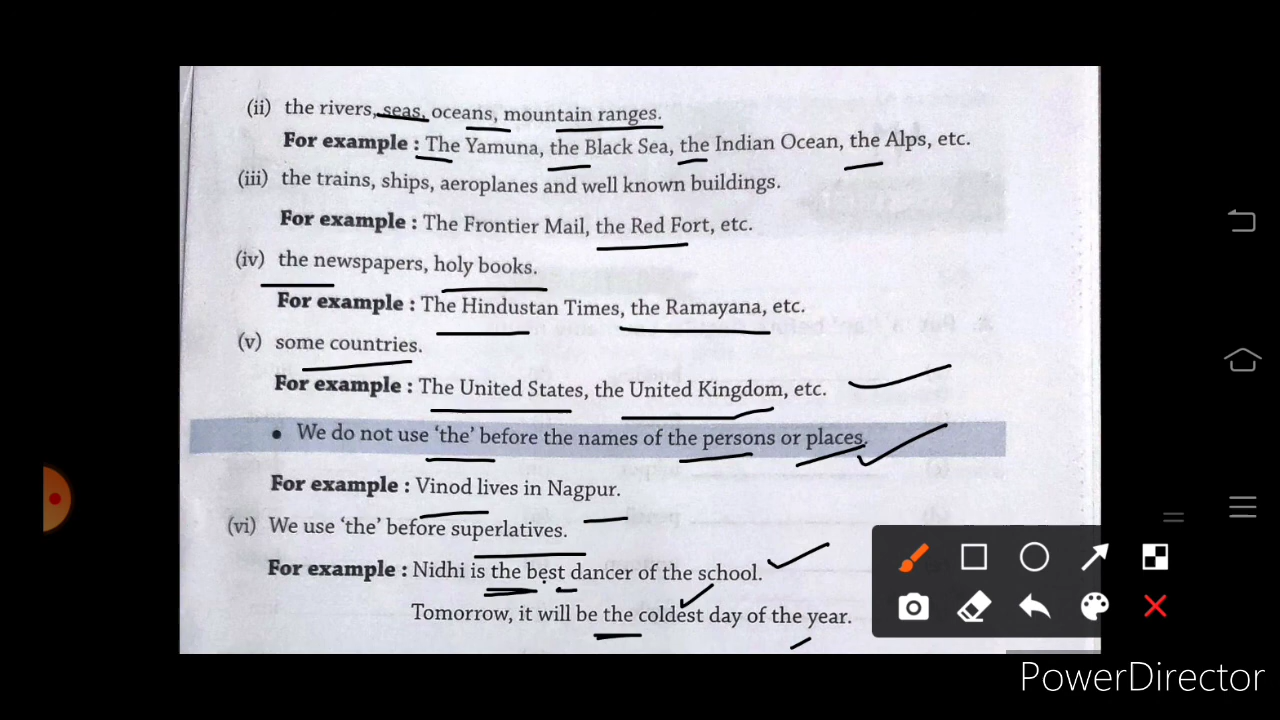 (ii) the rivers, seas, oceans, mountain ranges.
For example : The Yamuna, the Black Sea, the Indian Ocean, the Alps, etc.
(iii) the trains, ships, aeroplanes and well known buildings.
For example : The Frontier Mail, the Red Fort, etc.
(iv) the newspapers, holy books.
For example : The Hindustan Times, the Ramayana, etc.
(v) some countries.
For example : The United States, the United Kingdom, etc.
• We do not use ‘the’ before the names of the persons or places.
For example : Vinod lives in Nagpur.
(vi) We use ‘the’ before superlatives.
For example : Nidhi is the best dancer of the school.
Tomorrow, it will be the coldest day of the year.
PowerDirector